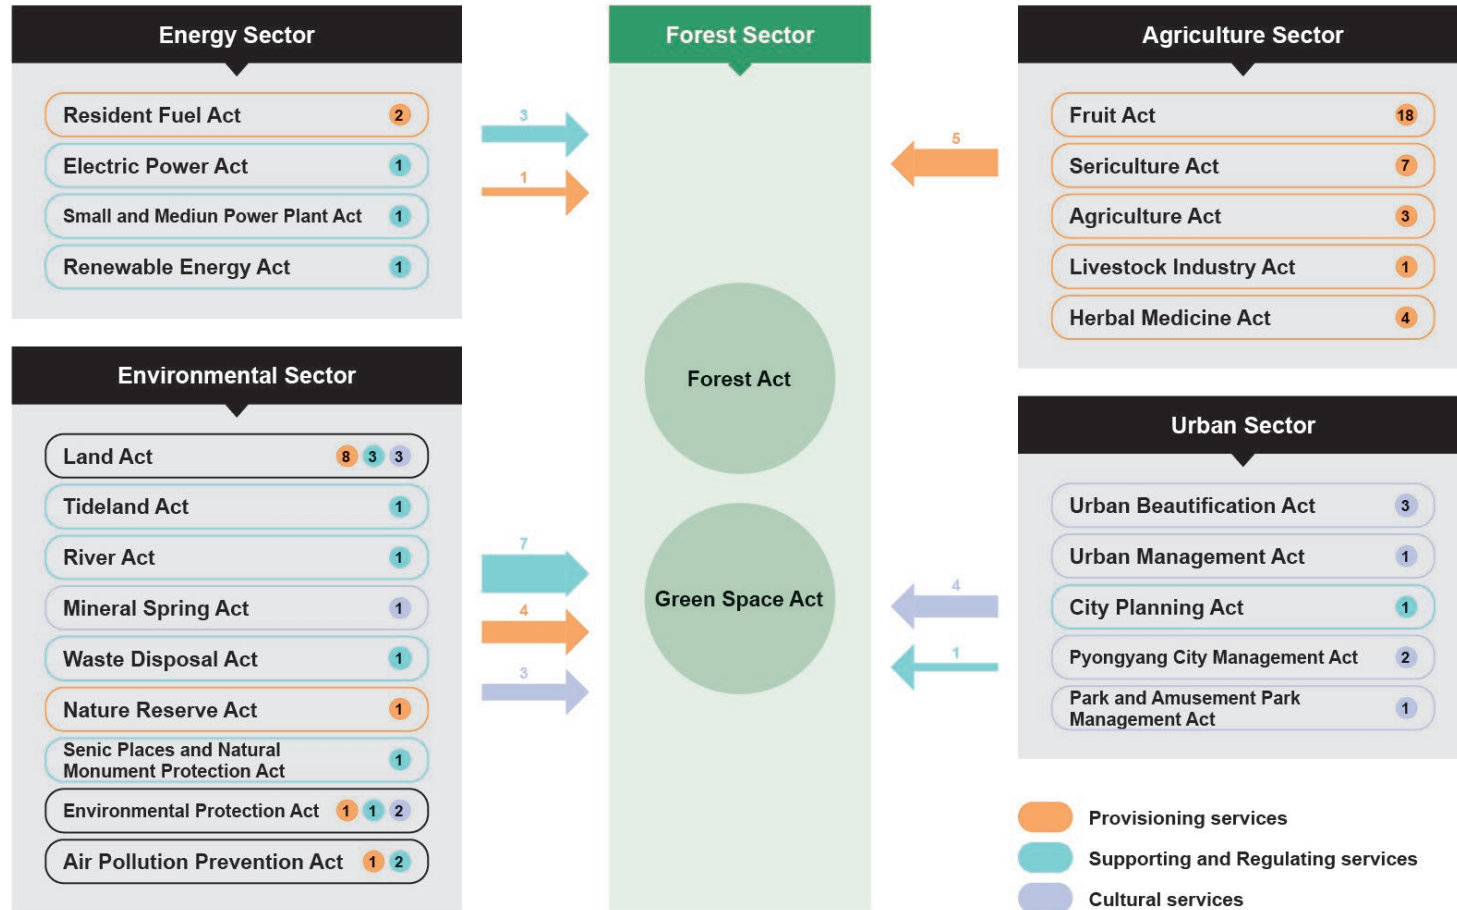 Energy Sector
Resident Fuel Act 2
Electric Power Act 1
Small and Mediun Power Plant Act 1
Renewable Energy Act 1
3
1
Environmental Sector
Land Act 8 3 3
Tideland Act 1
River Act 1
Mineral Spring Act 1
Waste Disposal Act 1
Nature Reserve Act 1
Senic Places and Natural
Monument Protection Act 1
Environmental Protection Act 1 1 2
Air Pollution Prevention Act 1 2
7
4
3
Forest Sector
Forest Act
Green Space Act
5
4
1
Agriculture Sector
Fruit Act 18
Sericulture Act 7
Agriculture Act 3
Livestock Industry Act 1
Herbal Medicine Act 4
Urban Sector
Urban Beautification Act 3
Urban Management Act 1
City Planning Act 1
Pyongyang City Management Act 2
Park and Amusement Park
Management Act 1
Provisioning services
Supporting and Regulating services
Cultural services